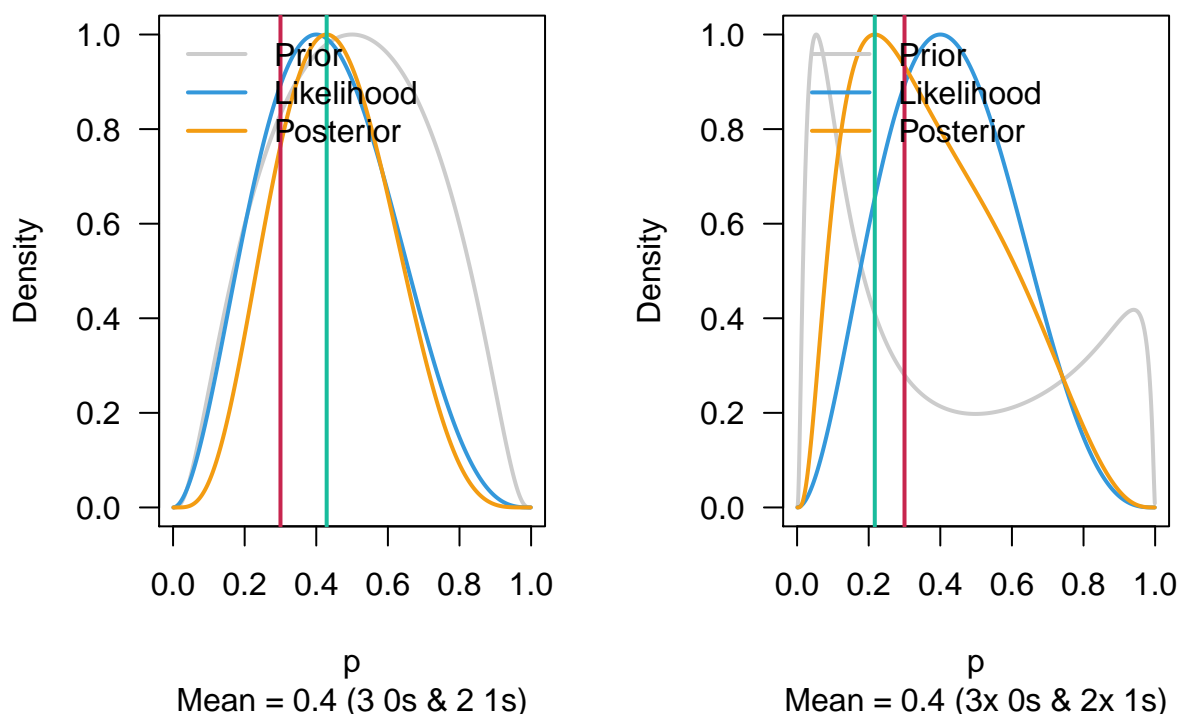 Prior
Likelihood
Posterior
Density
1.0
0.8
0.6
0.4
0.2
0.0
0.0 0.2 0.4 0.6 0.8 1.0
p
Mean = 0.4 (3 0s & 2 1s)
Prior
Likelihood
Posterior
Density
1.0
0.8
0.6
0.4
0.2
0.0
0.0 0.2 0.4 0.6 0.8 1.0
p
Mean = 0.4 (3x 0s & 2x 1s)